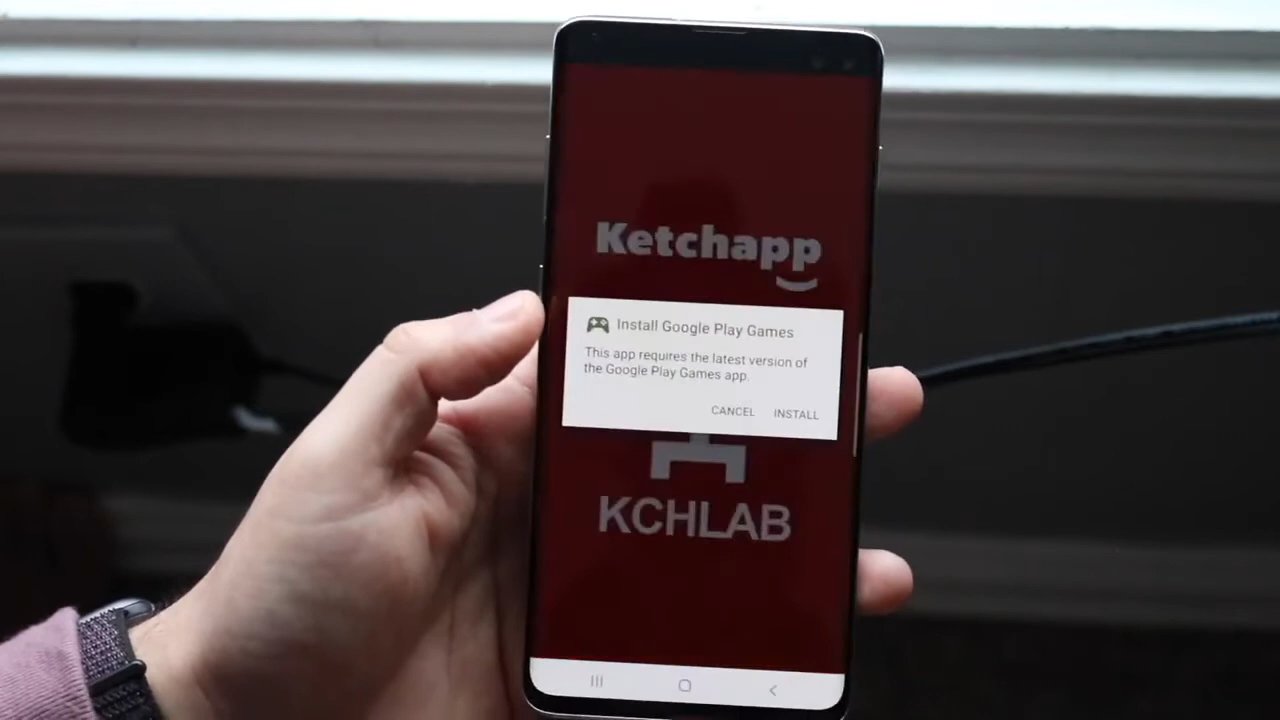 Ketchapp
Install Google Play Games
This app requires the latest version of
the Google Play Games app.
CANCEL INSTALL
KCHLAB